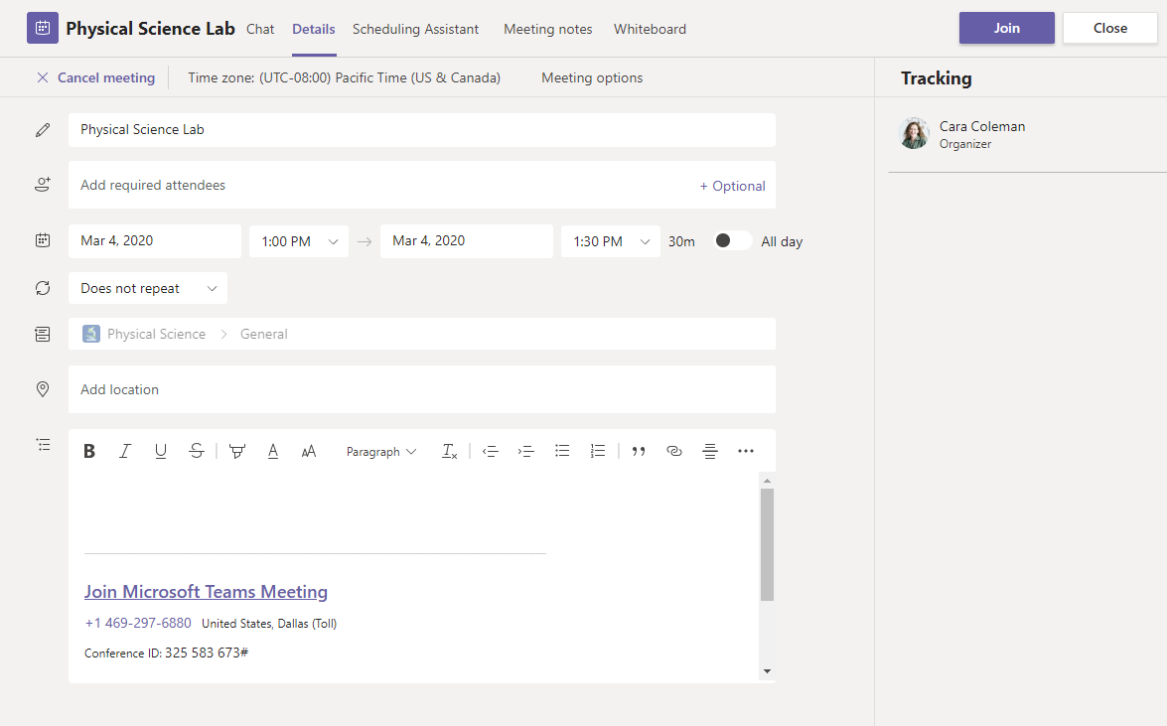 Physical Science Lab Chat Details Scheduling Assistant Meeting notes Whiteboard Join Close
Cancel meeting Time zone: (UTC-08:00) Pacific Time (US & Canada) Meeting options
Tracking
Cara Coleman
Organizer
Physical Science Lab
Add required attendees + Optional
Mar 4, 2020 1:00 PM → Mar 4, 2020 1:30 PM 30m All day
Does not repeat
Physical Science > General
Add location
B I U S A AA Paragraph Ix
Join Microsoft Teams Meeting
+1 469-297-6880 United States, Dallas (Toll)
Conference ID: 325 583 673#